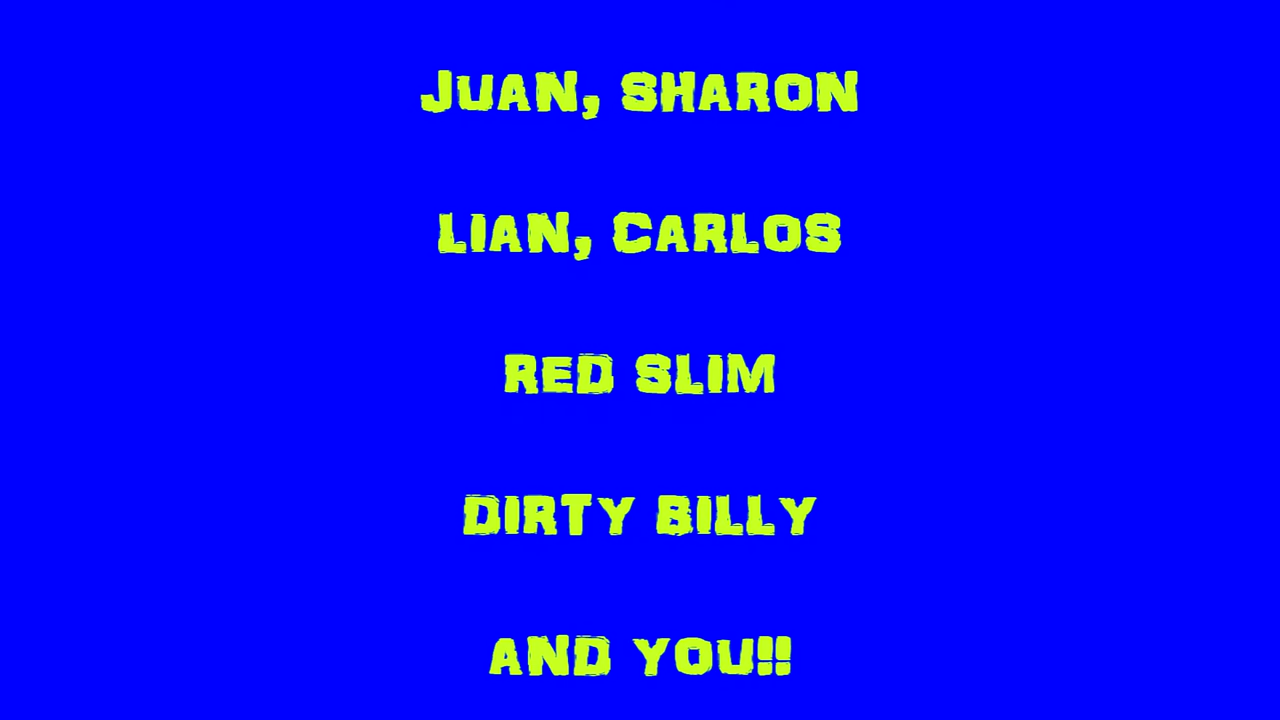 JUAN, SHARON
LIAN, CARLOS
RED SLIM
DIRTY BILLY
AND YOU!!